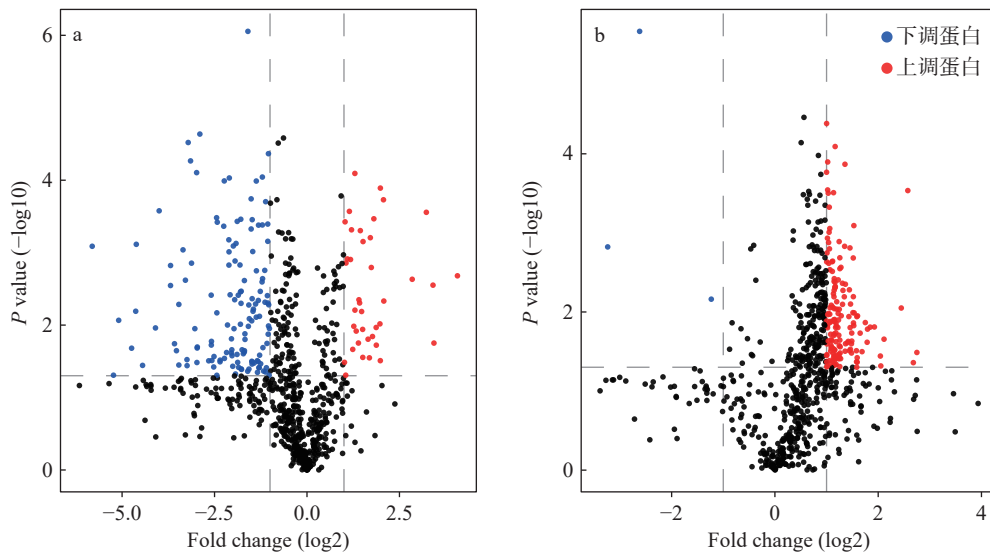 a
6
4
2
0
P value (−log10)
−5.0
−2.5
0.0
2.5
Fold change (log2)
b
下调蛋白
上调蛋白
4
2
0
P value (−log10)
−2
0
2
4
Fold change (log2)